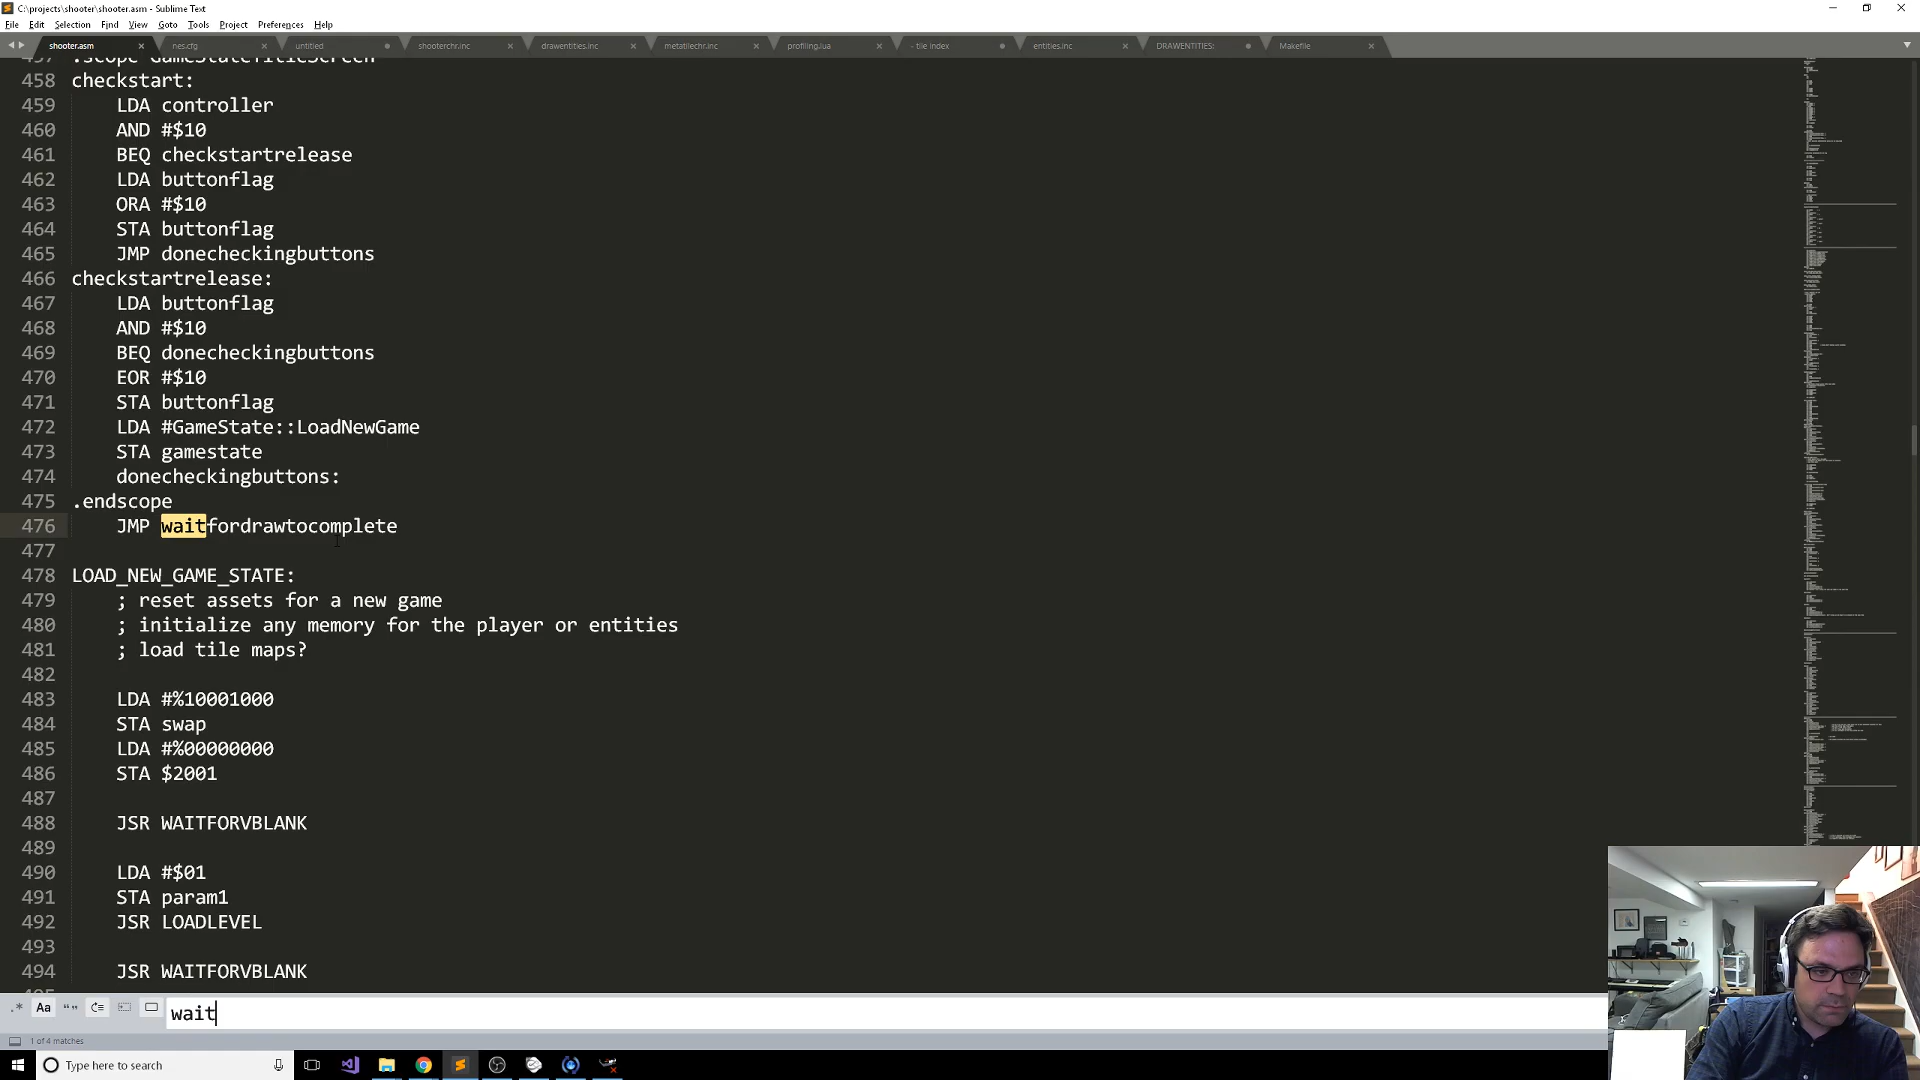 C:\projects\shooter\shooter.asm - Sublime Text
File Edit Selection Find View Goto Tools Project Preferences Help
shooter.asm nes.cfg untitled shooterchr.inc drawentities.inc metatilechr.inc profiling.lua - tile index entities.inc DRAWENTITIES: Makefile
457 .scope GameStateTitleScreen
458 checkstart:
459 LDA controller
460 AND #$10
461 BEQ checkstartrelease
462 LDA buttonflag
463 ORA #$10
464 STA buttonflag
465 JMP donecheckingbuttons
466 checkstartrelease:
467 LDA buttonflag
468 AND #$10
469 BEQ donecheckingbuttons
470 EOR #$10
471 STA buttonflag
472 LDA #GameState::LoadNewGame
473 STA gamestate
474 donecheckingbuttons:
475 .endscope
476 JMP waitfordrawtocomplete
477
478 LOAD_NEW_GAME_STATE:
479 ; reset assets for a new game
480 ; initialize any memory for the player or entities
481 ; load tile maps?
482
483 LDA #%10001000
484 STA swap
485 LDA #%00000000
486 STA $2001
487
488 JSR WAITFORVBLANK
489
490 LDA #$01
491 STA param1
492 JSR LOADLEVEL
493
494 JSR WAITFORVBLANK
.* Aa “” wait
1 of 4 matches
Type here to search